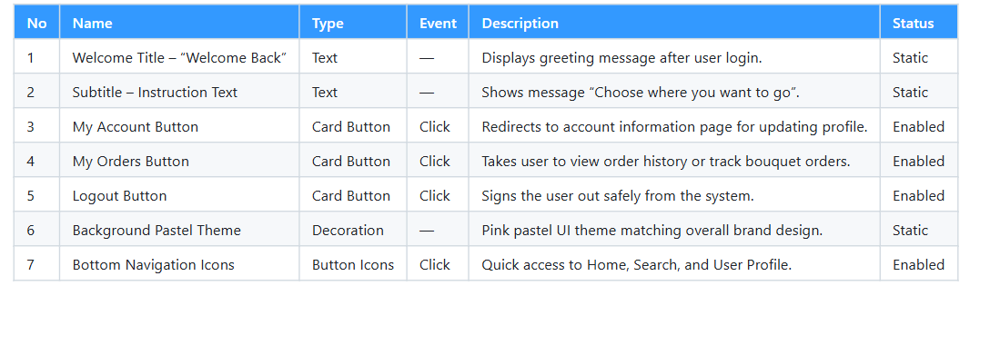 No Name Type Event Description Status
1 Welcome Title – “Welcome Back” Text — Displays greeting message after user login. Static
2 Subtitle – Instruction Text Text — Shows message “Choose where you want to go”. Static
3 My Account Button Card Button Click Redirects to account information page for updating profile. Enabled
4 My Orders Button Card Button Click Takes user to view order history or track bouquet orders. Enabled
5 Logout Button Card Button Click Signs the user out safely from the system. Enabled
6 Background Pastel Theme Decoration — Pink pastel UI theme matching overall brand design. Static
7 Bottom Navigation Icons Button Icons Click Quick access to Home, Search, and User Profile. Enabled